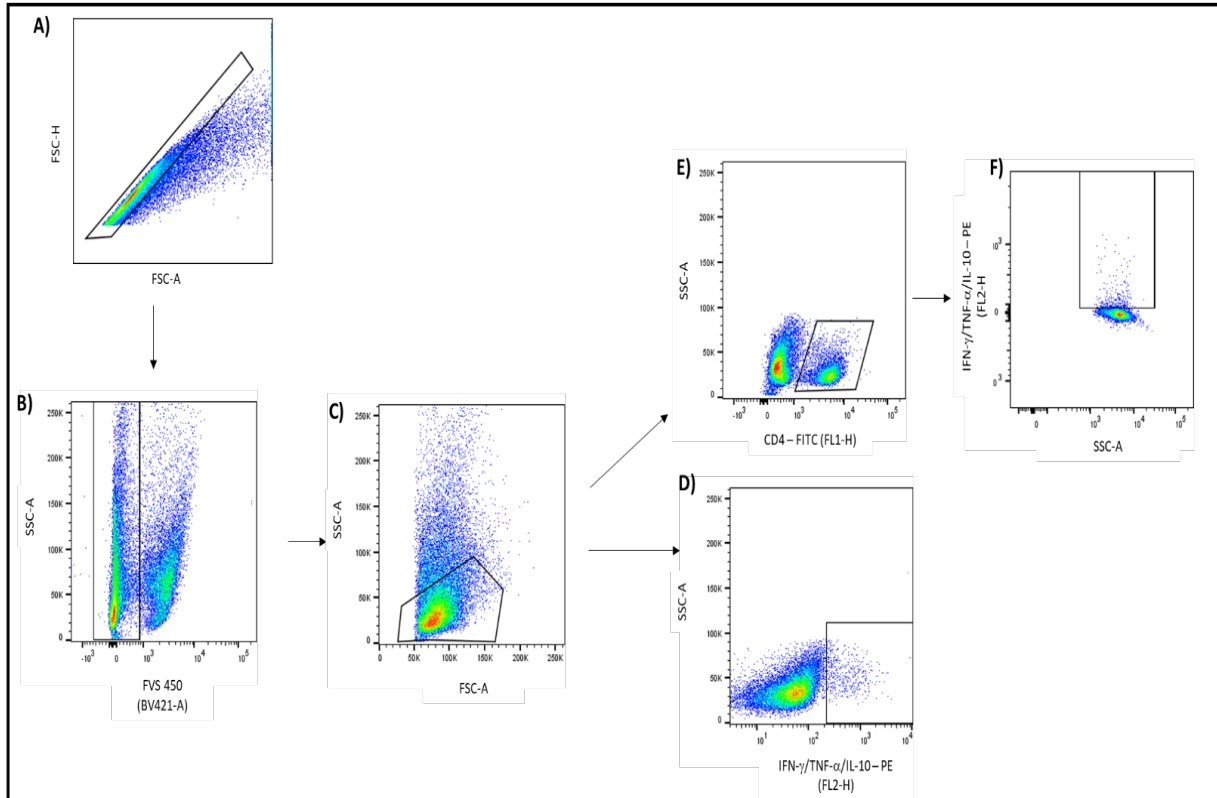 A)
FSC-H
FSC-A
B)
SSC-A
250K
200K
150K
100K
50K
0
-10³ 0 10³ 10⁴ 10⁵
FVS 450
(BV421-A)
C)
SSC-A
250K
200K
150K
100K
50K
0
0 50K 100K 150K 200K 250K
FSC-A
E)
SSC-A
250K
200K
150K
100K
50K
0
-10³ 0 10³ 10⁴ 10⁵
CD4 – FITC (FL1-H)
F)
IFN-γ/TNF-α/IL-10 – PE
(FL2-H
0
0 10³ 10⁴ 10⁵
SSC-A
D)
SSC-A
250K
200K
150K
100K
50K
0
10¹ 10² 10³ 10⁴
IFN-γ/TNF-α/IL-10 – PE
(FL2-H)